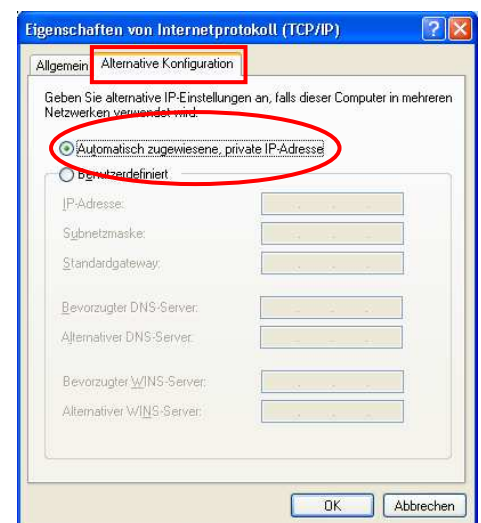 Eigenschaften von Internetprotokoll (TCP/IP)
Allgemein Alternative Konfiguration
Geben Sie alternative IP-Einstellungen an, falls dieser Computer in mehreren
Netzwerken verwendet wird.
Automatisch zugewiesene, private IP-Adresse
Benutzerdefiniert
IP-Adresse:
Subnetzmaske:
Standardgateway:
Bevorzugter DNS-Server:
Alternativer DNS-Server:
Bevorzugter WINS-Server:
Alternativer WINS-Server:
OK Abbrechen